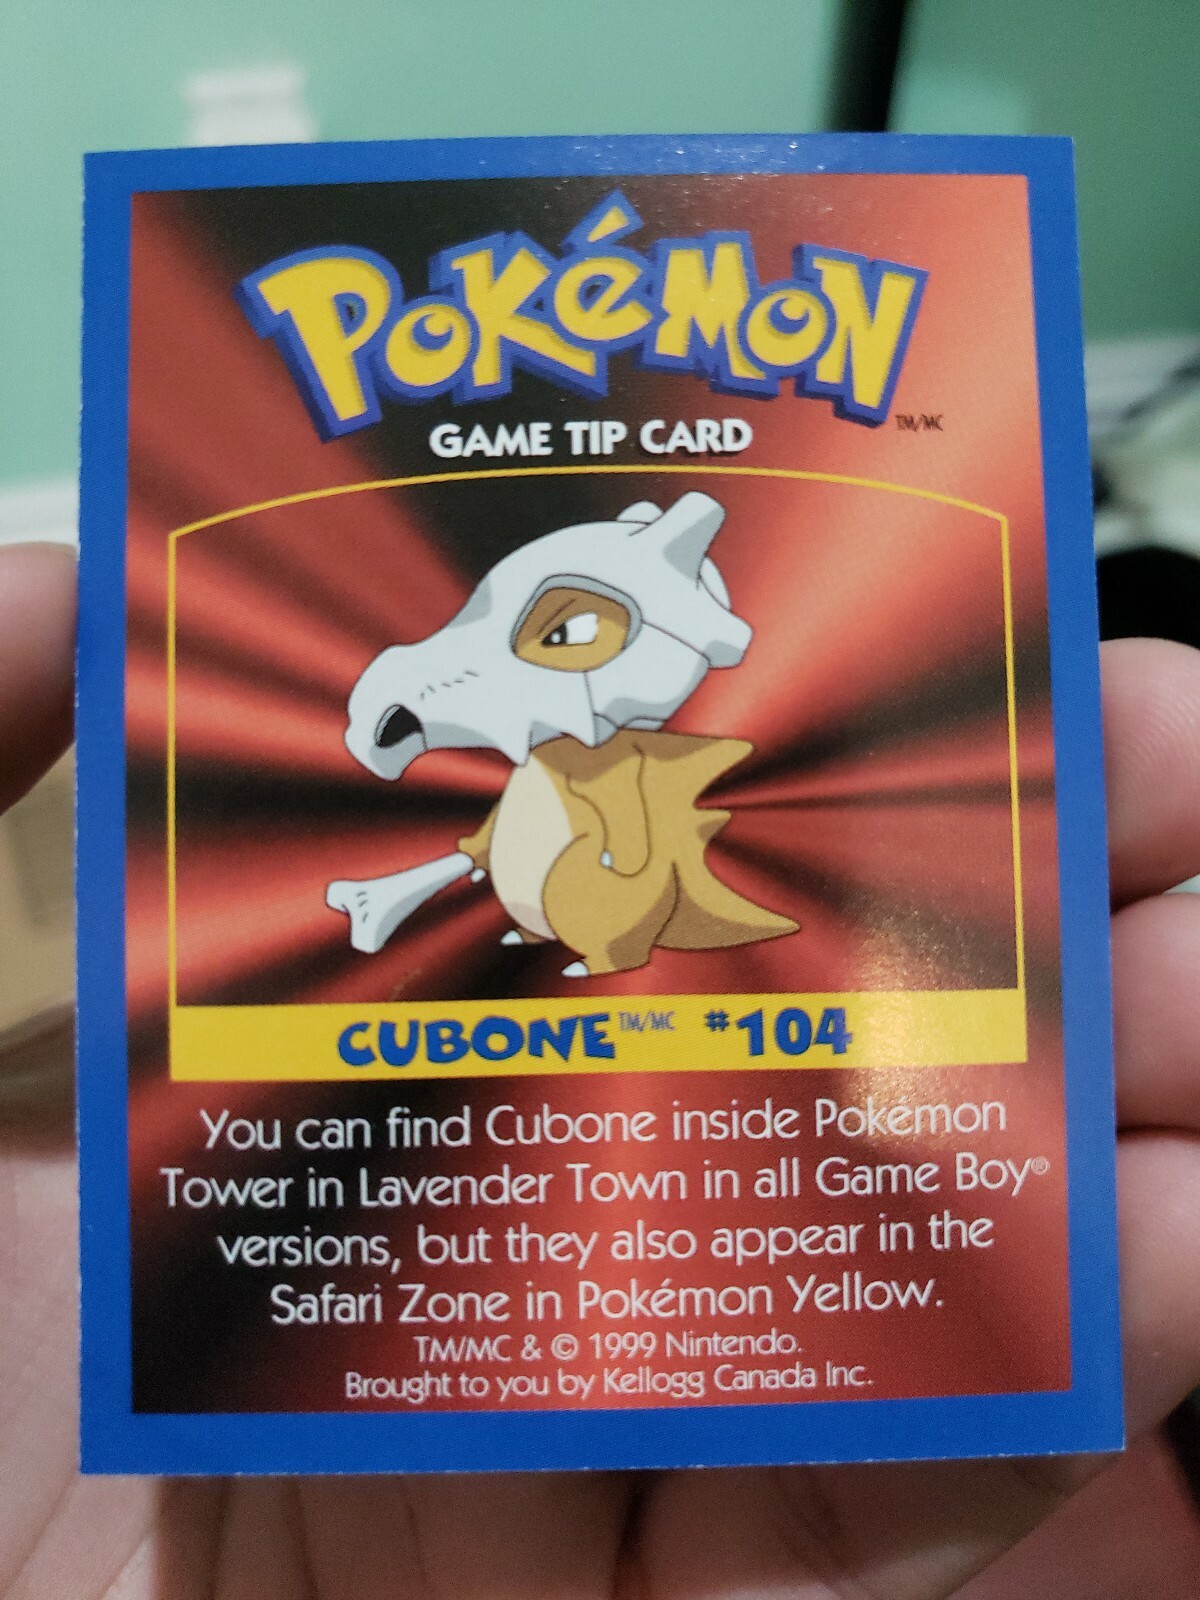 POKéMON
TM/MC
GAME TIP CARD
CUBONE TM/MC #104
You can find Cubone inside Pokémon
Tower in Lavender Town in all Game Boy®
versions, but they also appear in the
Safari Zone in Pokémon Yellow.
TM/MC & © 1999 Nintendo.
Brought to you by Kellogg Canada Inc.